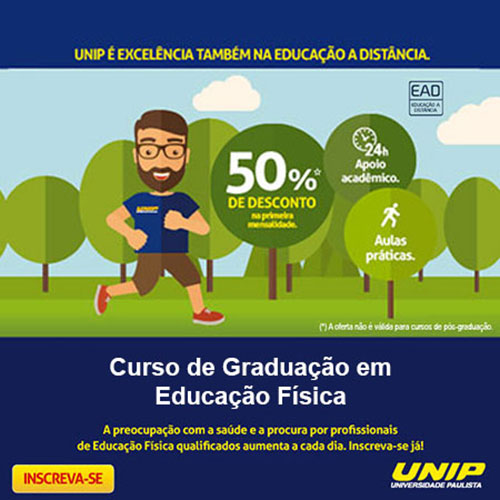 UNIP É EXCELÊNCIA TAMBÉM NA EDUCAÇÃO A DISTÂNCIA.
EAD
EDUCAÇÃO A
DISTÂNCIA
24h
Apoio
acadêmico.
50%*
DE DESCONTO
na primeira
mensalidade.
Aulas
práticas.
UNIP
(*) A oferta não é válida para cursos de pós-graduação.
Curso de Graduação em
Educação Física
A preocupação com a saúde e a procura por profissionais
de Educação Física qualificados aumenta a cada dia. Inscreva-se já!
INSCREVA-SE
UNIP
UNIVERSIDADE PAULISTA